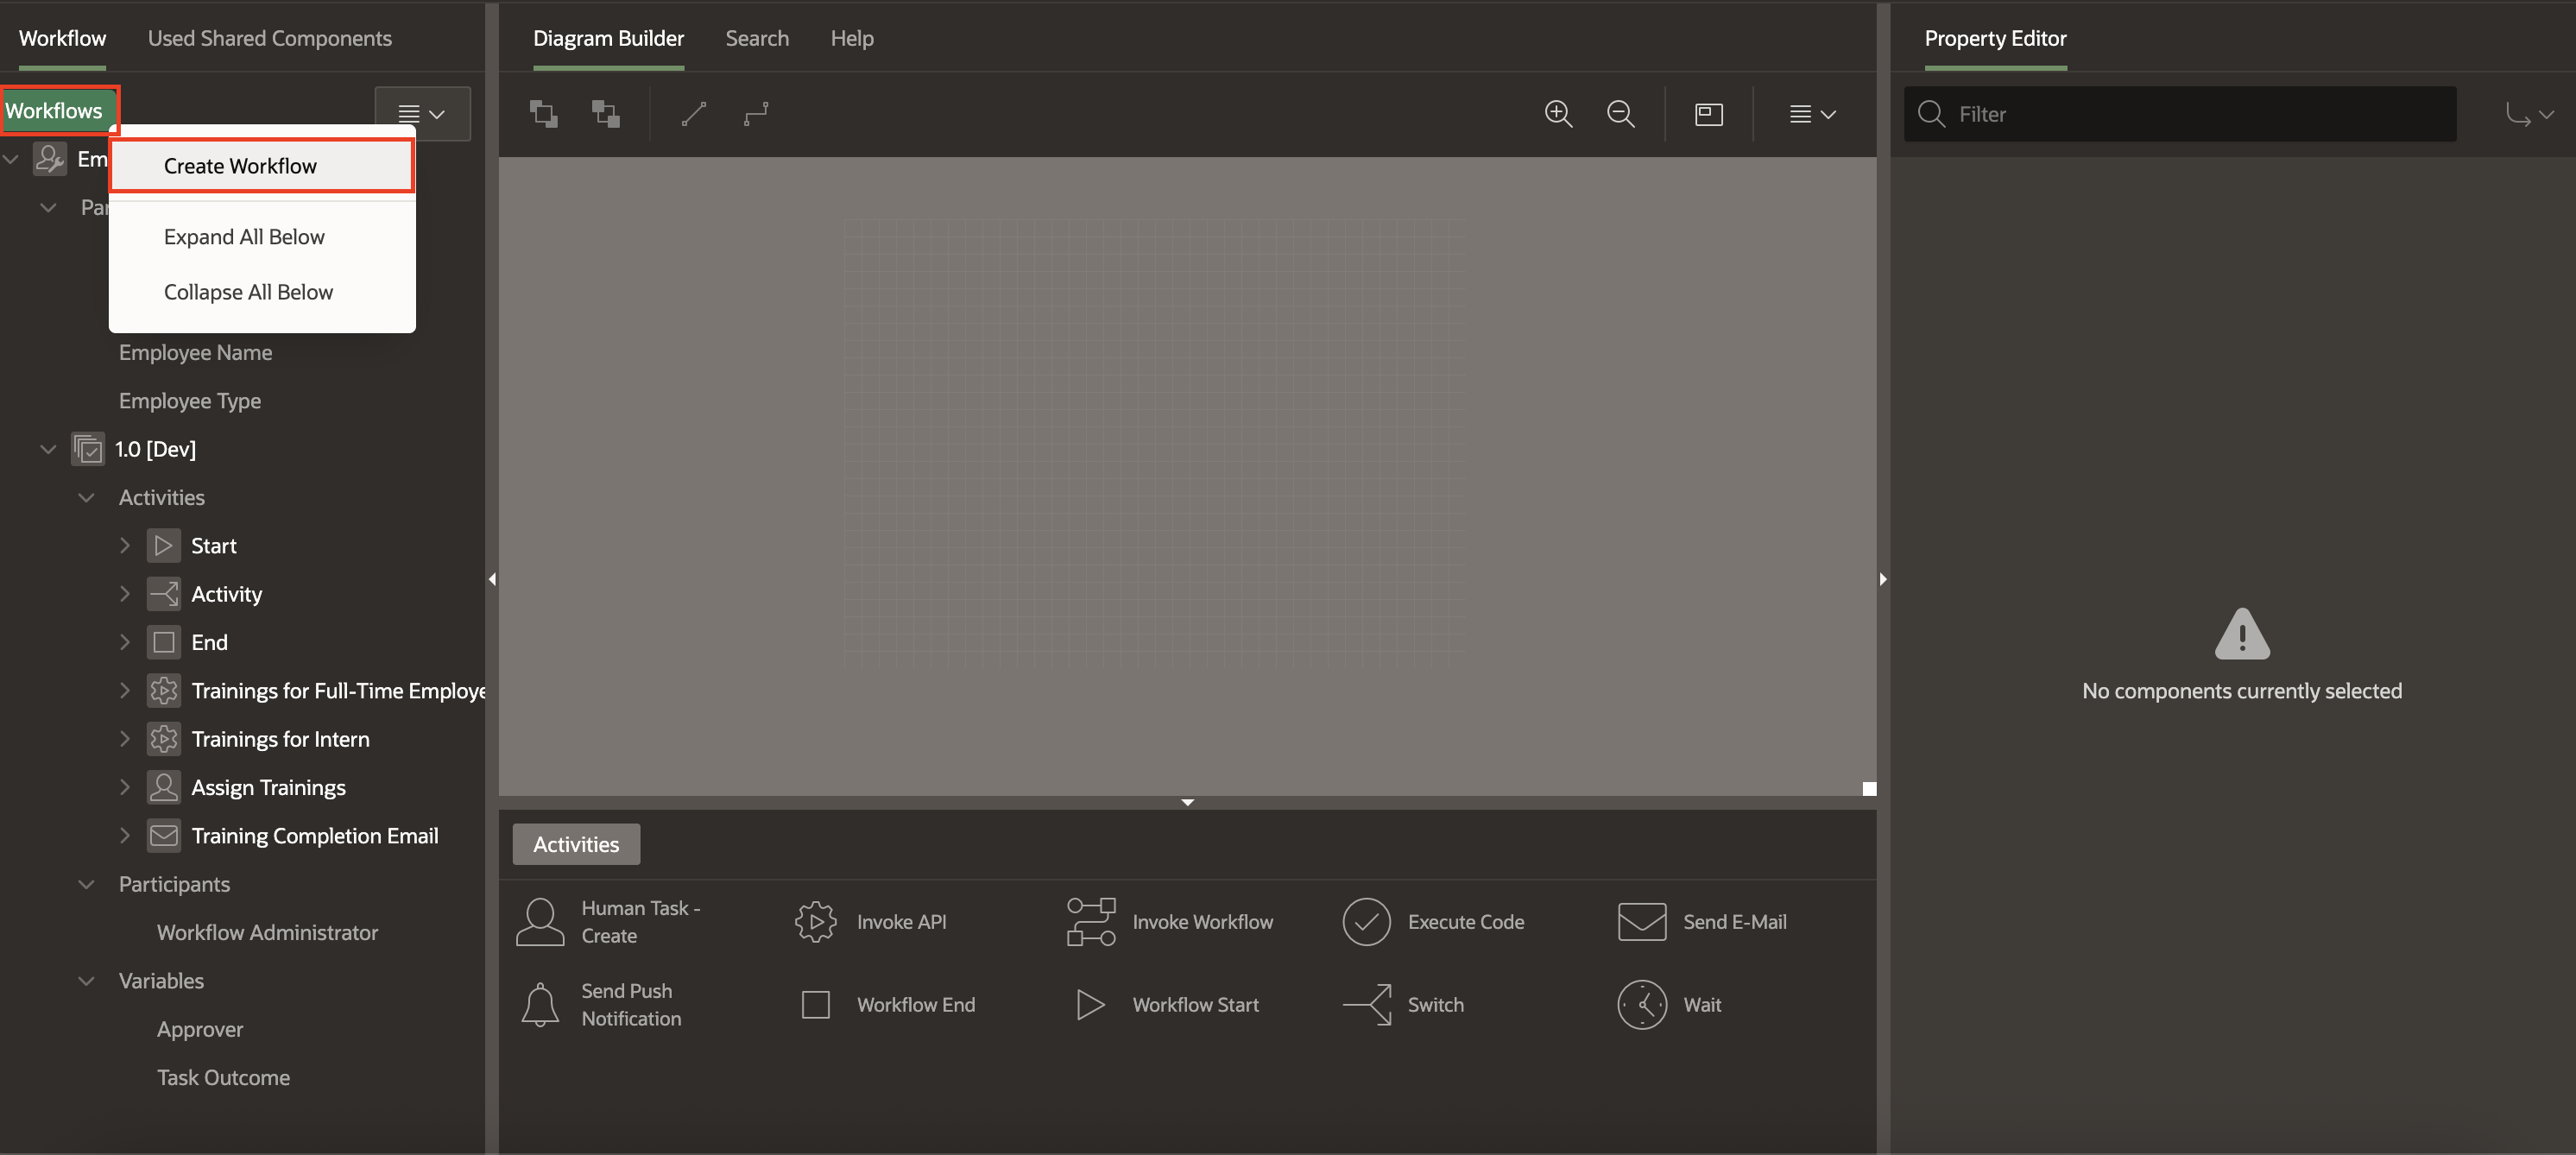 Workflow
Used Shared Components
Workflows
Em
Create Workflow
Par
Expand All Below
Collapse All Below
Employee Name
Employee Type
1.0 [Dev]
Activities
Start
Activity
End
Trainings for Full-Time Employe
Trainings for Intern
Assign Trainings
Training Completion Email
Participants
Workflow Administrator
Variables
Approver
Task Outcome
Diagram Builder
Search
Help
Activities
Human Task -
Create
Invoke API
Invoke Workflow
Execute Code
Send E-Mail
Send Push
Notification
Workflow End
Workflow Start
Switch
Wait
Property Editor
Filter
No components currently selected